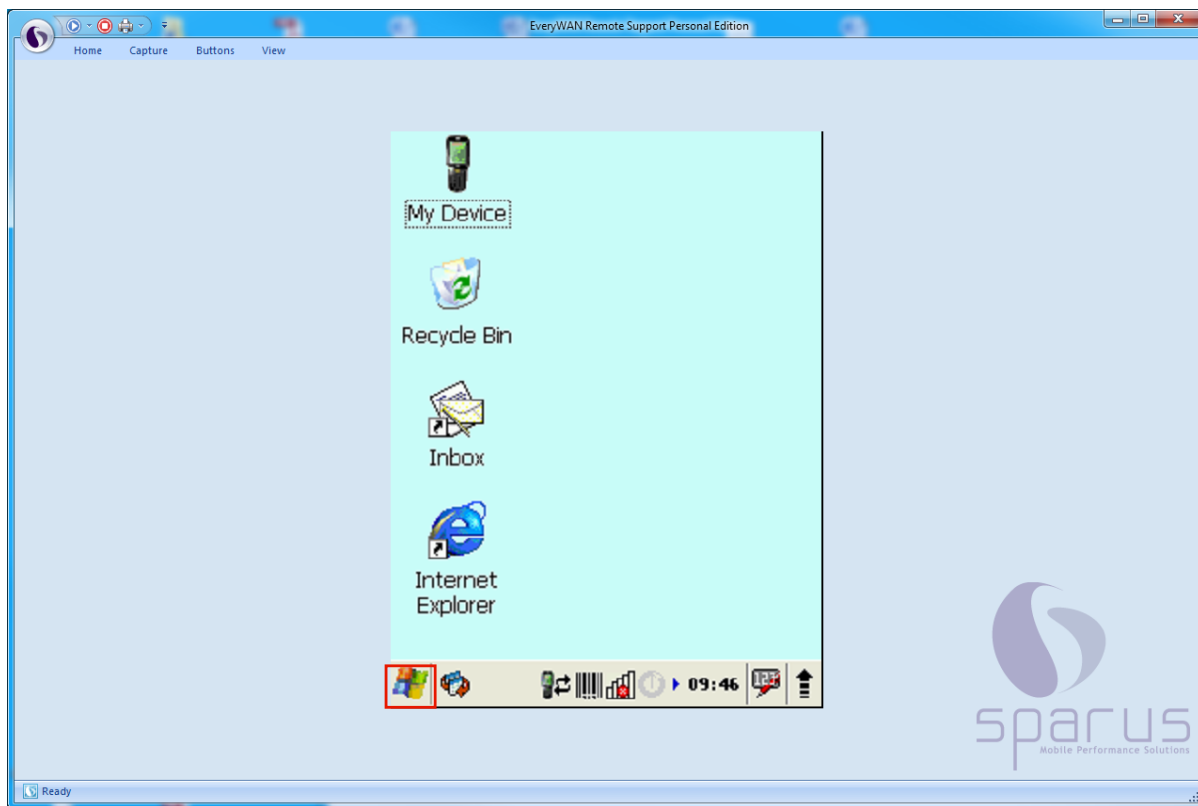 EveryWAN Remote Support Personal Edition
Home Capture Buttons View
My Device
Recycle Bin
Inbox
Internet
Explorer
09:46
sparus
Mobile Performance Solutions
Ready